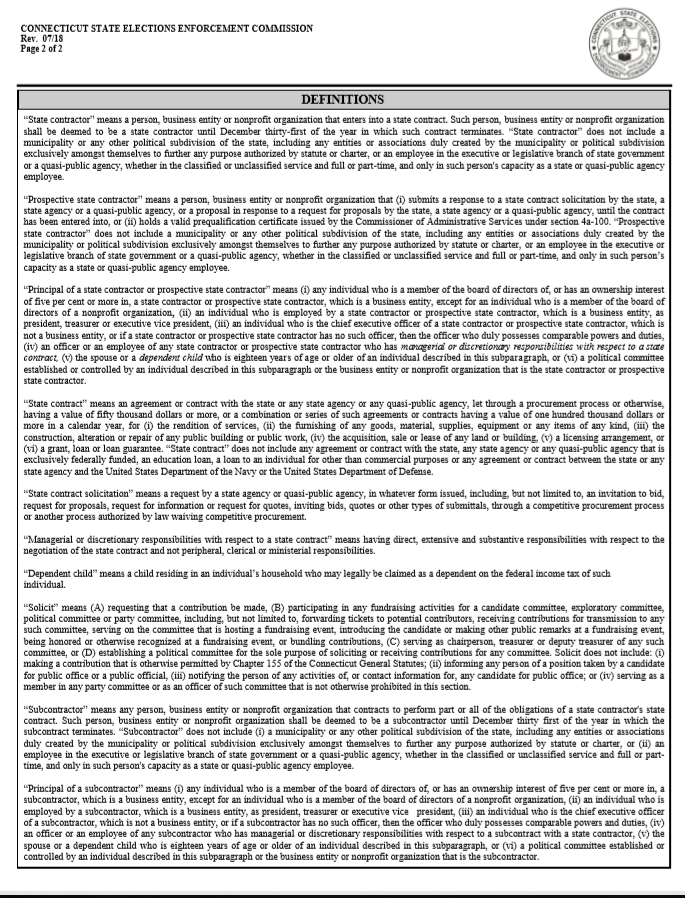 CONNECTICUT STATE ELECTIONS ENFORCEMENT COMMISSION
Rev. 07/18
Page 2 of 2
DEFINITIONS
“State contractor” means a person, business entity or nonprofit organization that enters into a state contract. Such person, business entity or nonprofit organization
shall be deemed to be a state contractor until December thirty-first of the year in which such contract terminates. “State contractor” does not include a
municipality or any other political subdivision of the state, including any entities or associations duly created by the municipality or political subdivision
exclusively amongst themselves to further any purpose authorized by statute or charter, or an employee in the executive or legislative branch of state government
or a quasi-public agency, whether in the classified or unclassified service and full or part-time, and only in such person's capacity as a state or quasi-public agency
employee.
“Prospective state contractor” means a person, business entity or nonprofit organization that (i) submits a response to a state contract solicitation by the state, a
state agency or a quasi-public agency, or a proposal in response to a request for proposals by the state, a state agency or a quasi-public agency, until the contract
has been entered into, or (ii) holds a valid prequalification certificate issued by the Commissioner of Administrative Services under section 4a-100. “Prospective
state contractor” does not include a municipality or any other political subdivision of the state, including any entities or associations duly created by the
municipality or political subdivision exclusively amongst themselves to further any purpose authorized by statute or charter, or an employee in the executive or
legislative branch of state government or a quasi-public agency, whether in the classified or unclassified service and full or part-time, and only in such person's
capacity as a state or quasi-public agency employee.
“Principal of a state contractor or prospective state contractor” means (i) any individual who is a member of the board of directors of, or has an ownership interest
of five per cent or more in, a state contractor or prospective state contractor, which is a business entity, except for an individual who is a member of the board of
directors of a nonprofit organization, (ii) an individual who is employed by a state contractor or prospective state contractor, which is a business entity, as
president, treasurer or executive vice president, (iii) an individual who is the chief executive officer of a state contractor or prospective state contractor, which is
not a business entity, or if a state contractor or prospective state contractor has no such officer, then the officer who duly possesses comparable powers and duties,
(iv) an officer or an employee of any state contractor or prospective state contractor who has managerial or discretionary responsibilities with respect to a state
contract, (v) the spouse or a dependent child who is eighteen years of age or older of an individual described in this subparagraph, or (vi) a political committee
established or controlled by an individual described in this subparagraph or the business entity or nonprofit organization that is the state contractor or prospective
state contractor.
“State contract” means an agreement or contract with the state or any state agency or any quasi-public agency, let through a procurement process or otherwise,
having a value of fifty thousand dollars or more, or a combination or series of such agreements or contracts having a value of one hundred thousand dollars or
more in a calendar year, for (i) the rendition of services, (ii) the furnishing of any goods, material, supplies, equipment or any items of any kind, (iii) the
construction, alteration or repair of any public building or public work, (iv) the acquisition, sale or lease of any land or building, (v) a licensing arrangement, or
(vi) a grant, loan or loan guarantee. “State contract” does not include any agreement or contract with the state, any state agency or any quasi-public agency that is
exclusively federally funded, an education loan, a loan to an individual for other than commercial purposes or any agreement or contract between the state or any
state agency and the United States Department of the Navy or the United States Department of Defense.
“State contract solicitation” means a request by a state agency or quasi-public agency, in whatever form issued, including, but not limited to, an invitation to bid,
request for proposals, request for information or request for quotes, inviting bids, quotes or other types of submittals, through a competitive procurement process
or another process authorized by law waiving competitive procurement.
“Managerial or discretionary responsibilities with respect to a state contract” means having direct, extensive and substantive responsibilities with respect to the
negotiation of the state contract and not peripheral, clerical or ministerial responsibilities.
“Dependent child” means a child residing in an individual’s household who may legally be claimed as a dependent on the federal income tax of such
individual.
“Solicit” means (A) requesting that a contribution be made, (B) participating in any fundraising activities for a candidate committee, exploratory committee,
political committee or party committee, including, but not limited to, forwarding tickets to potential contributors, receiving contributions for transmission to any
such committee, serving on the committee that is hosting a fundraising event, introducing the candidate or making other public remarks at a fundraising event,
being honored or otherwise recognized at a fundraising event, or bundling contributions, (C) serving as chairperson, treasurer or deputy treasurer of any such
committee, or (D) establishing a political committee for the sole purpose of soliciting or receiving contributions for any committee. Solicit does not include: (i)
making a contribution that is otherwise permitted by Chapter 155 of the Connecticut General Statutes; (ii) informing any person of a position taken by a candidate
for public office or a public official, (iii) notifying the person of any activities of, or contact information for, any candidate for public office; or (iv) serving as a
member in any party committee or as an officer of such committee that is not otherwise prohibited in this section.
“Subcontractor” means any person, business entity or nonprofit organization that contracts to perform part or all of the obligations of a state contractor's state
contract. Such person, business entity or nonprofit organization shall be deemed to be a subcontractor until December thirty first of the year in which the
subcontract terminates. “Subcontractor” does not include (i) a municipality or any other political subdivision of the state, including any entities or associations
duly created by the municipality or political subdivision exclusively amongst themselves to further any purpose authorized by statute or charter, or (ii) an
employee in the executive or legislative branch of state government or a quasi-public agency, whether in the classified or unclassified service and full or part-
time, and only in such person's capacity as a state or quasi-public agency employee.
“Principal of a subcontractor” means (i) any individual who is a member of the board of directors of, or has an ownership interest of five per cent or more in, a
subcontractor, which is a business entity, except for an individual who is a member of the board of directors of a nonprofit organization, (ii) an individual who is
employed by a subcontractor, which is a business entity, as president, treasurer or executive vice president, (iii) an individual who is the chief executive officer
of a subcontractor, which is not a business entity, or if a subcontractor has no such officer, then the officer who duly possesses comparable powers and duties, (iv)
an officer or an employee of any subcontractor who has managerial or discretionary responsibilities with respect to a subcontract with a state contractor, (v) the
spouse or a dependent child who is eighteen years of age or older of an individual described in this subparagraph, or (vi) a political committee established or
controlled by an individual described in this subparagraph or the business entity or nonprofit organization that is the subcontractor.